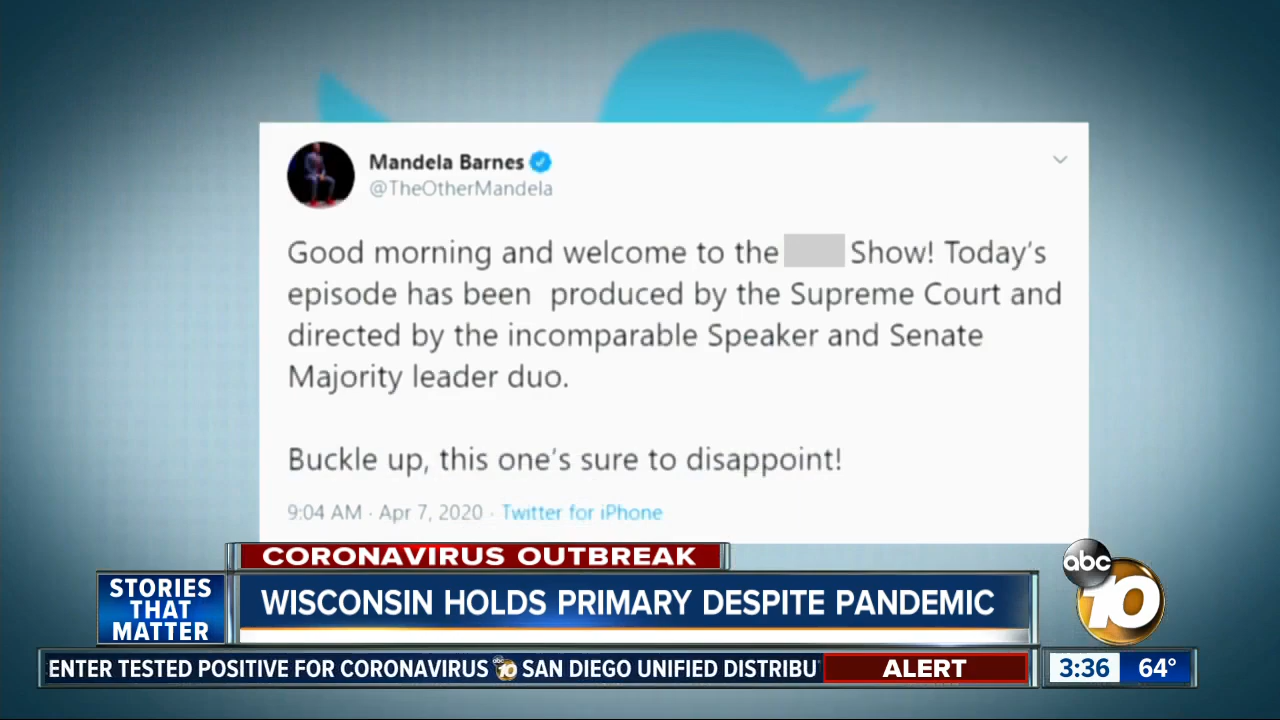 Mandela Barnes
@TheOtherMandela
Good morning and welcome to the Show! Today's
episode has been produced by the Supreme Court and
directed by the incomparable Speaker and Senate
Majority leader duo.
Buckle up, this one's sure to disappoint!
9:04 AM · Apr 7, 2020 · Twitter for iPhone
CORONAVIRUS OUTBREAK
STORIES
THAT
MATTER
WISCONSIN HOLDS PRIMARY DESPITE PANDEMIC
abc
10
ENTER TESTED POSITIVE FOR CORONAVIRUS abc 10 SAN DIEGO UNIFIED DISTRIBU
ALERT
3:36 64°